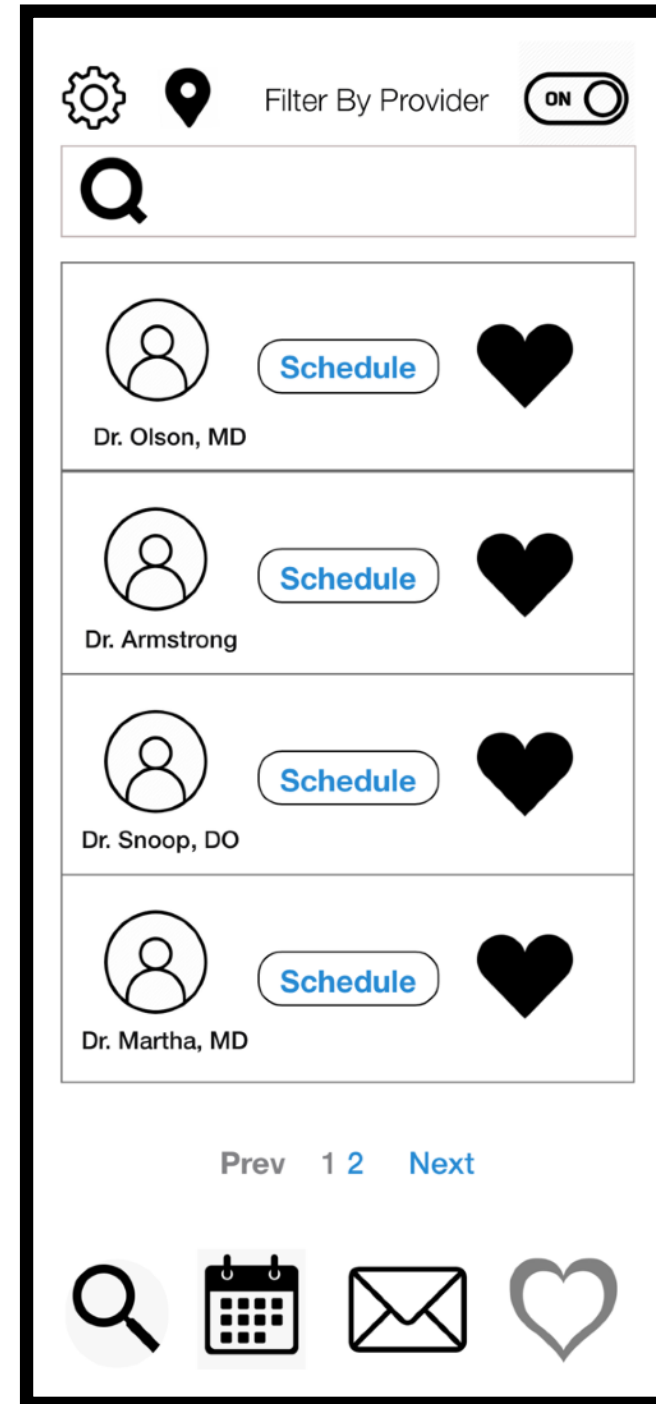 Filter By Provider ON
Schedule
Dr. Olson, MD
Schedule
Dr. Armstrong
Schedule
Dr. Snoop, DO
Schedule
Dr. Martha, MD
Prev 1 2 Next